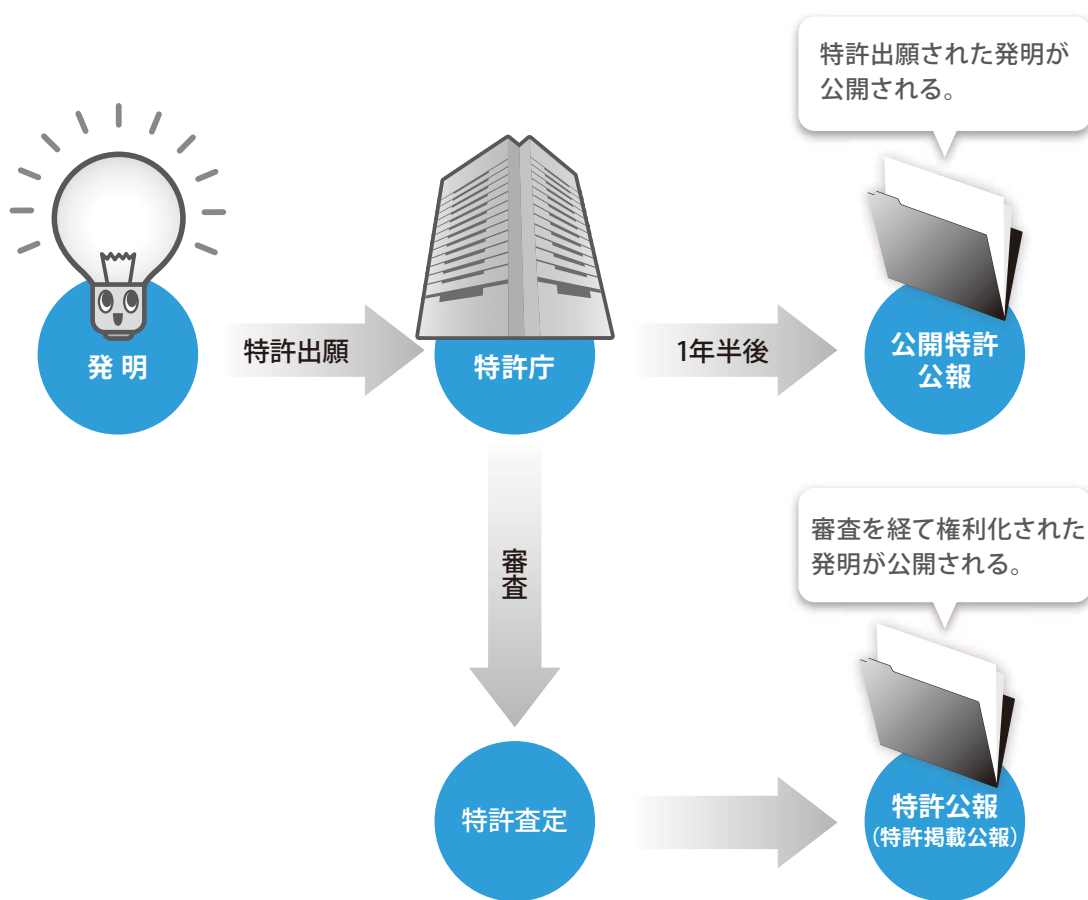 特許出願された発明が
公開される。
発明
特許出願
特許庁
1年半後
公開特許
公報
審査
審査を経て権利化された
発明が公開される。
特許査定
特許公報
(特許掲載公報)